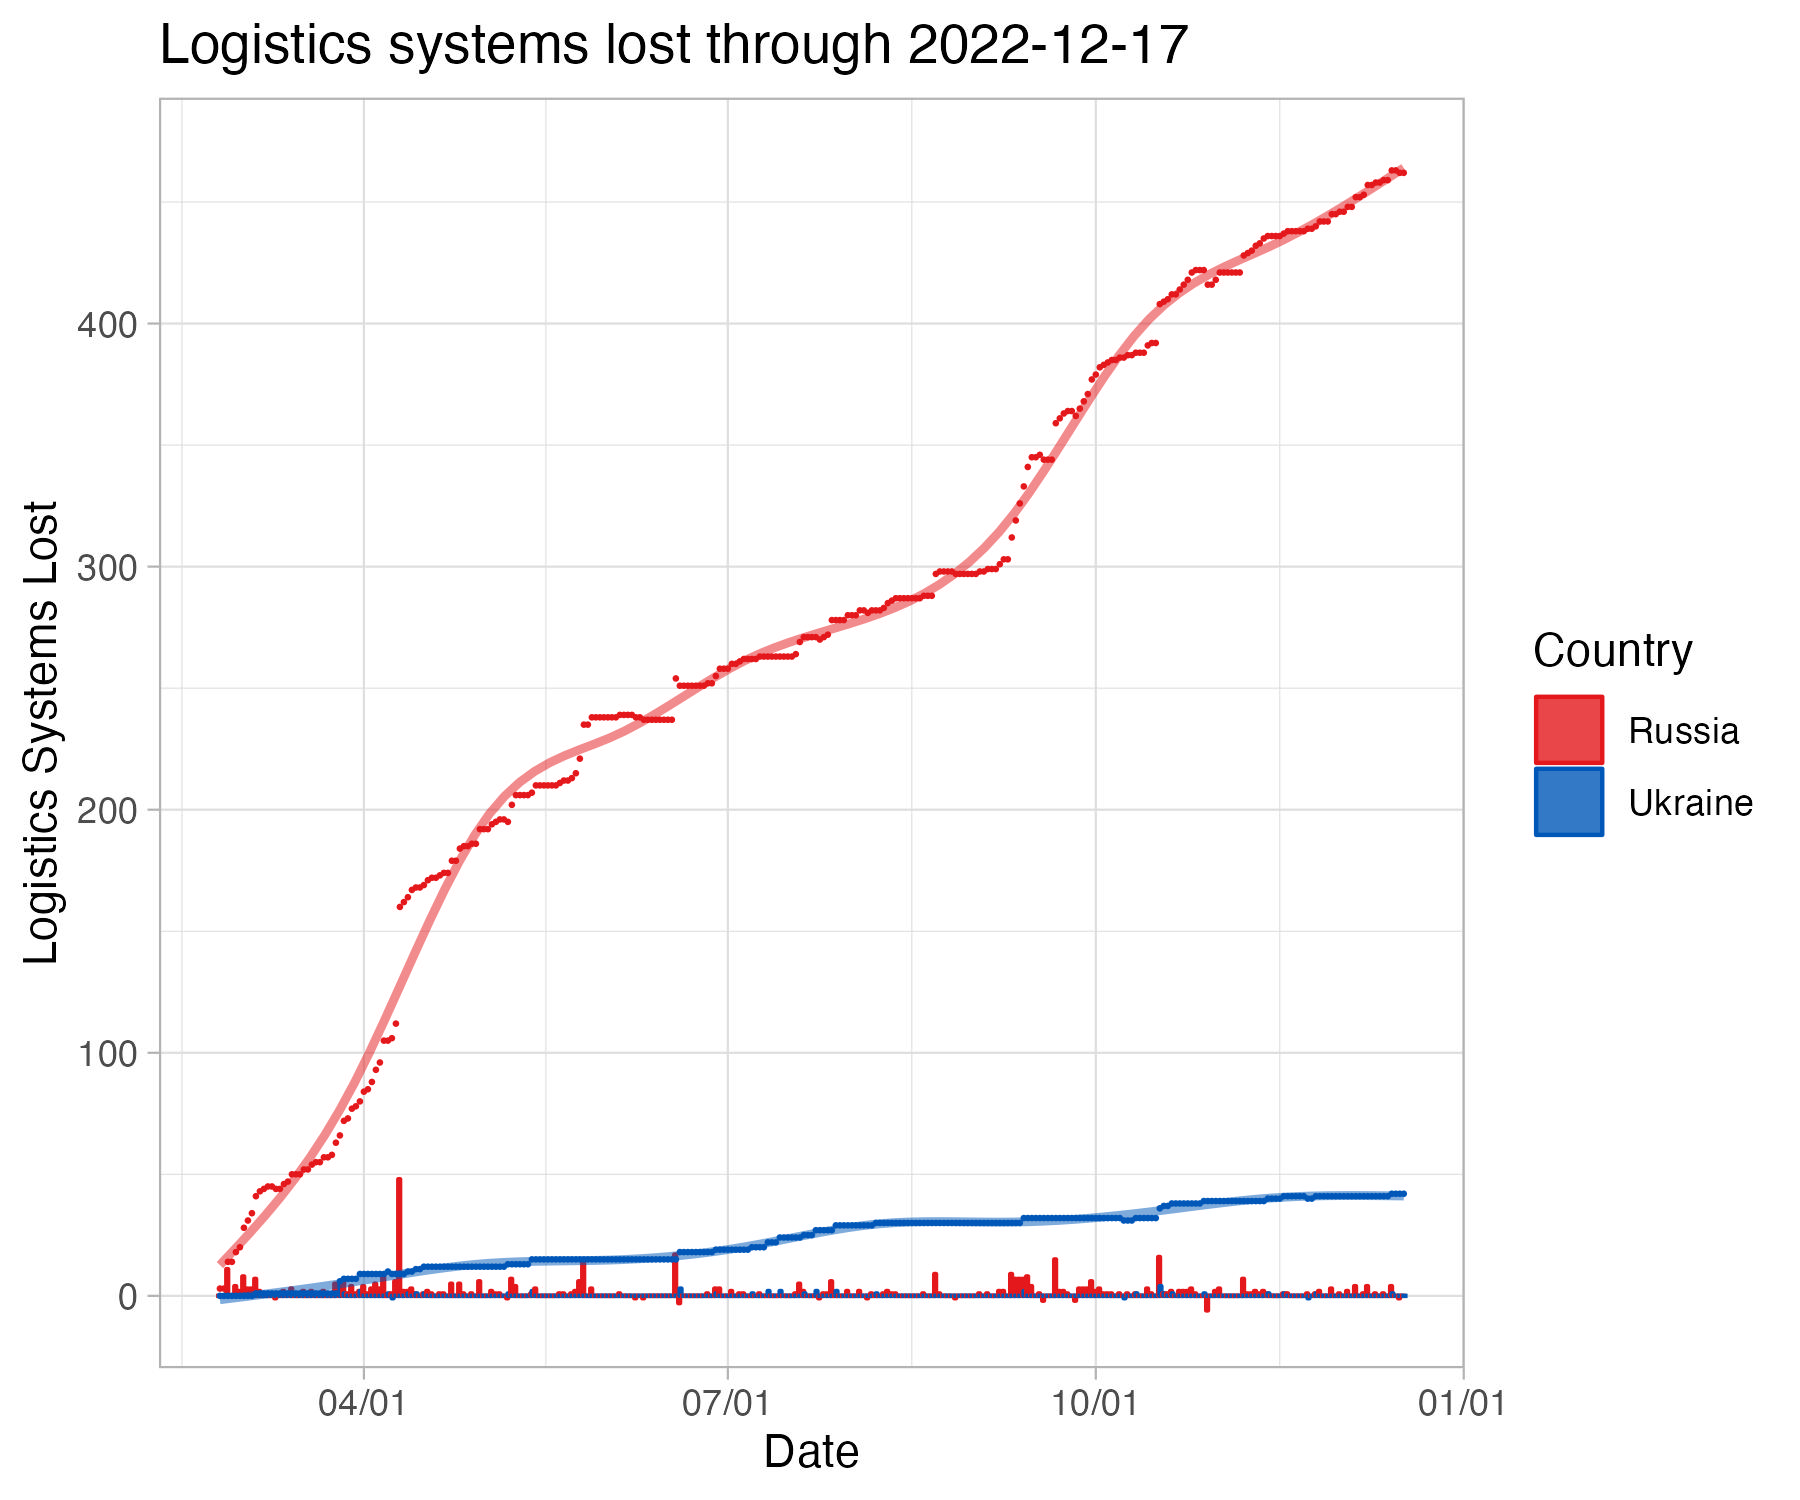 Logistics systems lost through 2022-12-17
Logistics Systems Lost
400
300
200
100
0
04/01
07/01
10/01
01/01
Date
Country
Russia
Ukraine